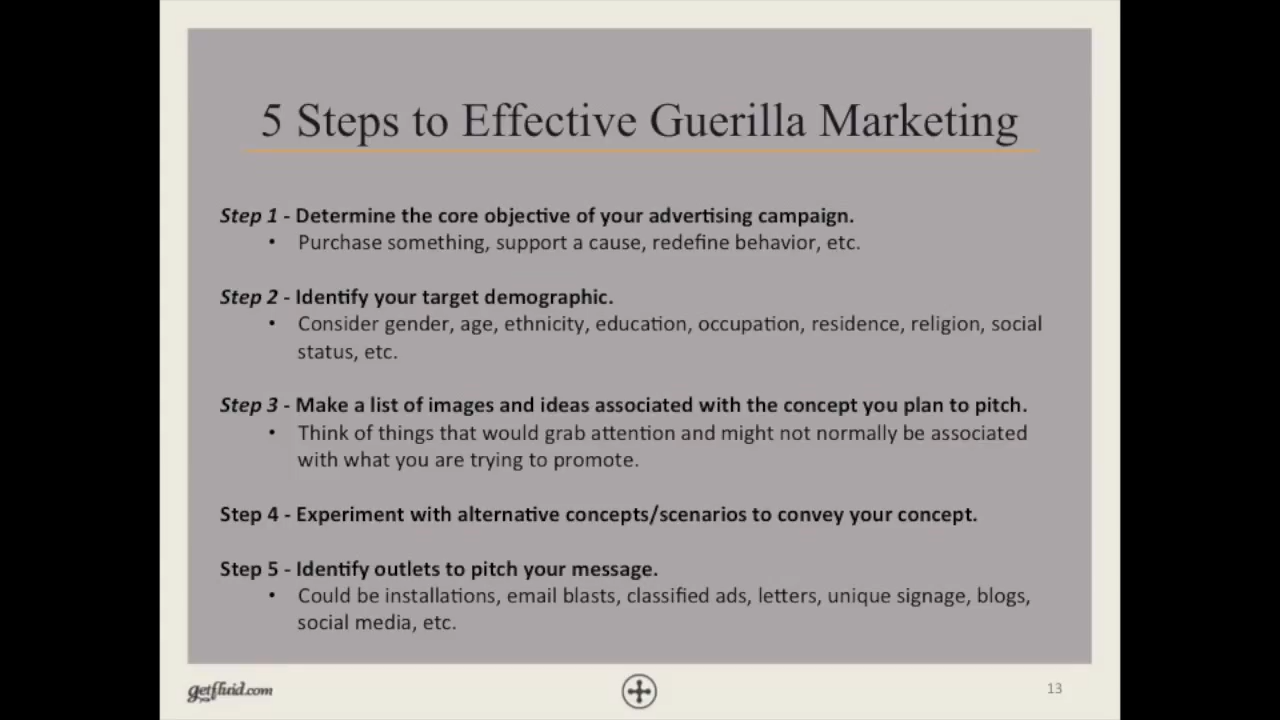 5 Steps to Effective Guerilla Marketing
Step 1 - Determine the core objective of your advertising campaign.
• Purchase something, support a cause, redefine behavior, etc.
Step 2 - Identify your target demographic.
• Consider gender, age, ethnicity, education, occupation, residence, religion, social
status, etc.
Step 3 - Make a list of images and ideas associated with the concept you plan to pitch.
• Think of things that would grab attention and might not normally be associated
with what you are trying to promote.
Step 4 - Experiment with alternative concepts/scenarios to convey your concept.
Step 5 - Identify outlets to pitch your message.
• Could be installations, email blasts, classified ads, letters, unique signage, blogs,
social media, etc.
getfluid.com
13